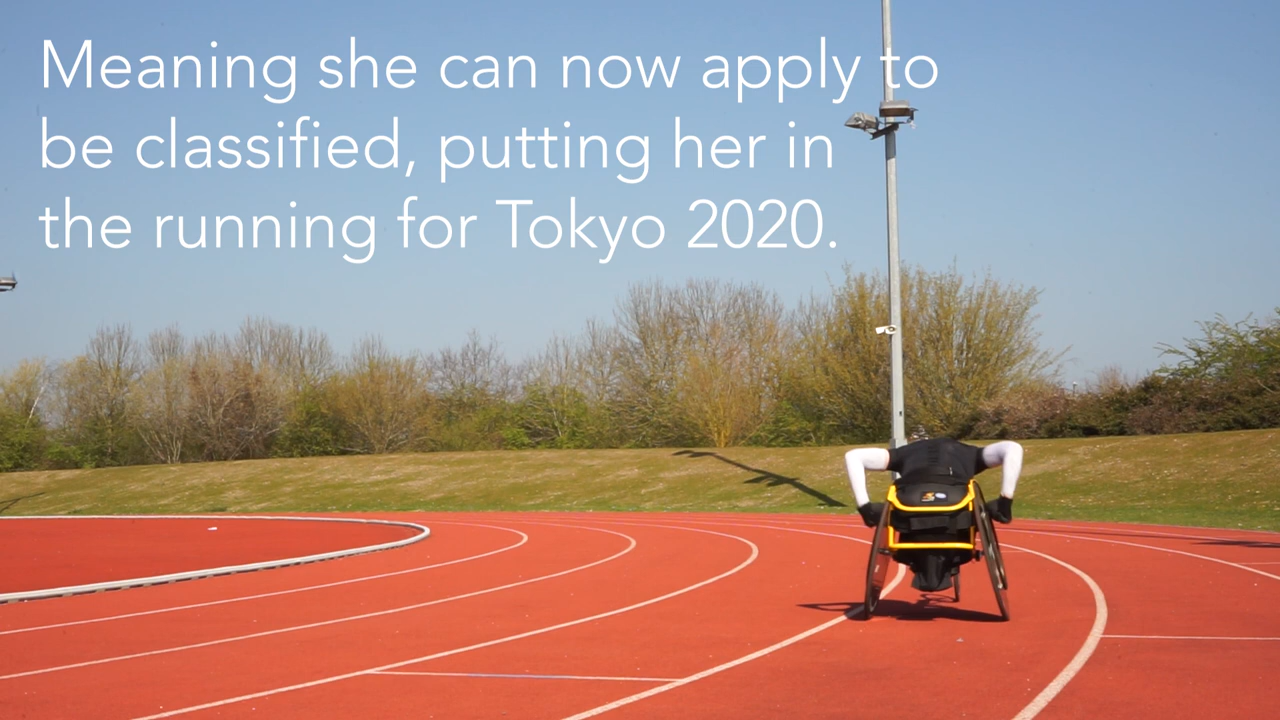 Meaning she can now apply to
be classified, putting her in
the running for Tokyo 2020.